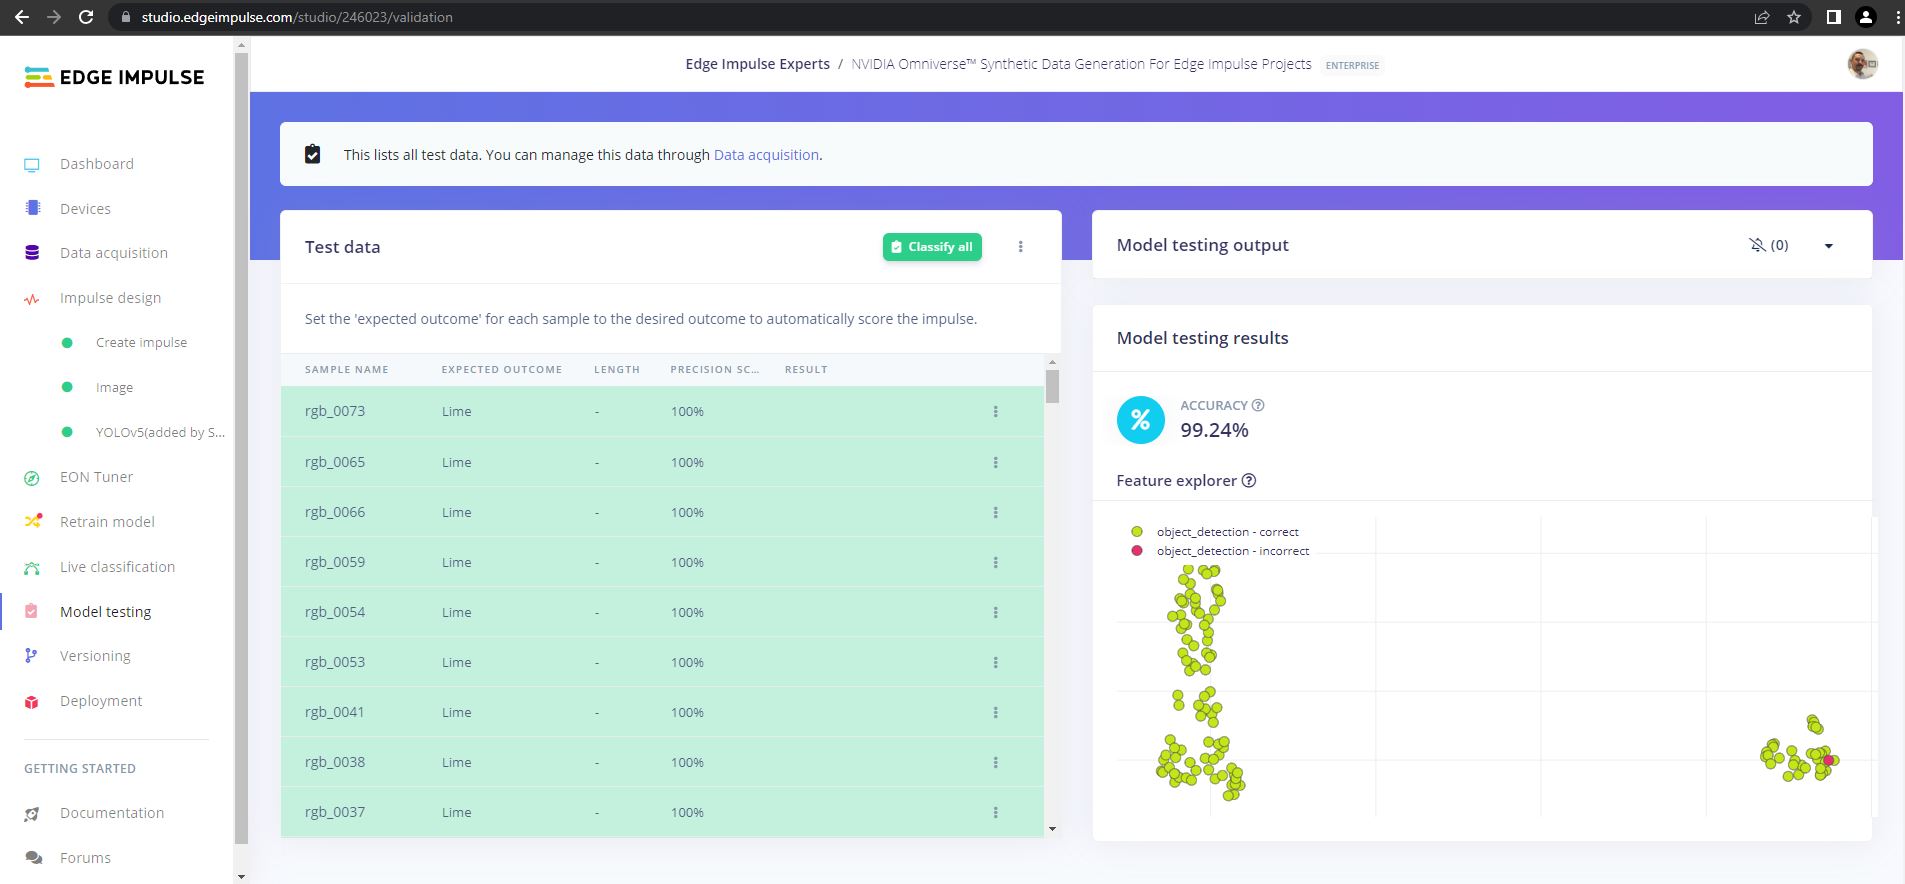 studio.edgeimpulse.com/studio/246023/validation
EDGE IMPULSE
Edge Impulse Experts / NVIDIA Omniverse™ Synthetic Data Generation For Edge Impulse Projects ENTERPRISE
Dashboard
Devices
Data acquisition
Impulse design
Create impulse
Image
YOLOv5(added by S...
EON Tuner
Retrain model
Live classification
Model testing
Versioning
Deployment
GETTING STARTED
Documentation
Forums
This lists all test data. You can manage this data through Data acquisition.
Test data
Classify all
Set the 'expected outcome' for each sample to the desired outcome to automatically score the impulse.
SAMPLE NAME EXPECTED OUTCOME LENGTH PRECISION SC... RESULT
rgb_0073 Lime - 100%
rgb_0065 Lime - 100%
rgb_0066 Lime - 100%
rgb_0059 Lime - 100%
rgb_0054 Lime - 100%
rgb_0053 Lime - 100%
rgb_0041 Lime - 100%
rgb_0038 Lime - 100%
rgb_0037 Lime - 100%
Model testing output
(0)
Model testing results
%
ACCURACY
99.24%
Feature explorer
object_detection - correct
object_detection - incorrect